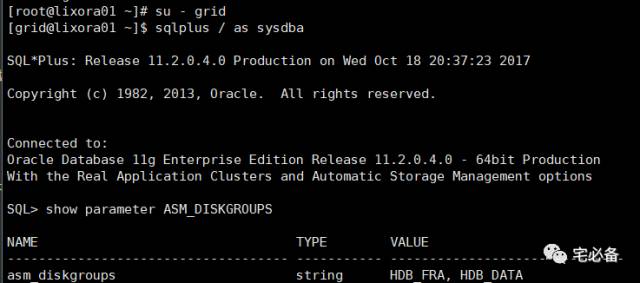 [root@lixora01 ~]# su - grid
[grid@lixora01 ~]$ sqlplus / as sysdba
SQL*Plus: Release 11.2.0.4.0 Production on Wed Oct 18 20:37:23 2017
Copyright (c) 1982, 2013, Oracle.  All rights reserved.
Connected to:
Oracle Database 11g Enterprise Edition Release 11.2.0.4.0 - 64bit Production
With the Real Application Clusters and Automatic Storage Management options
SQL> show parameter ASM_DISKGROUPS
NAME                                 TYPE        VALUE
------------------------------------ ----------- ------------------------------
asm_diskgroups                       string      HDB_FRA, HDB_DATA
宅必备